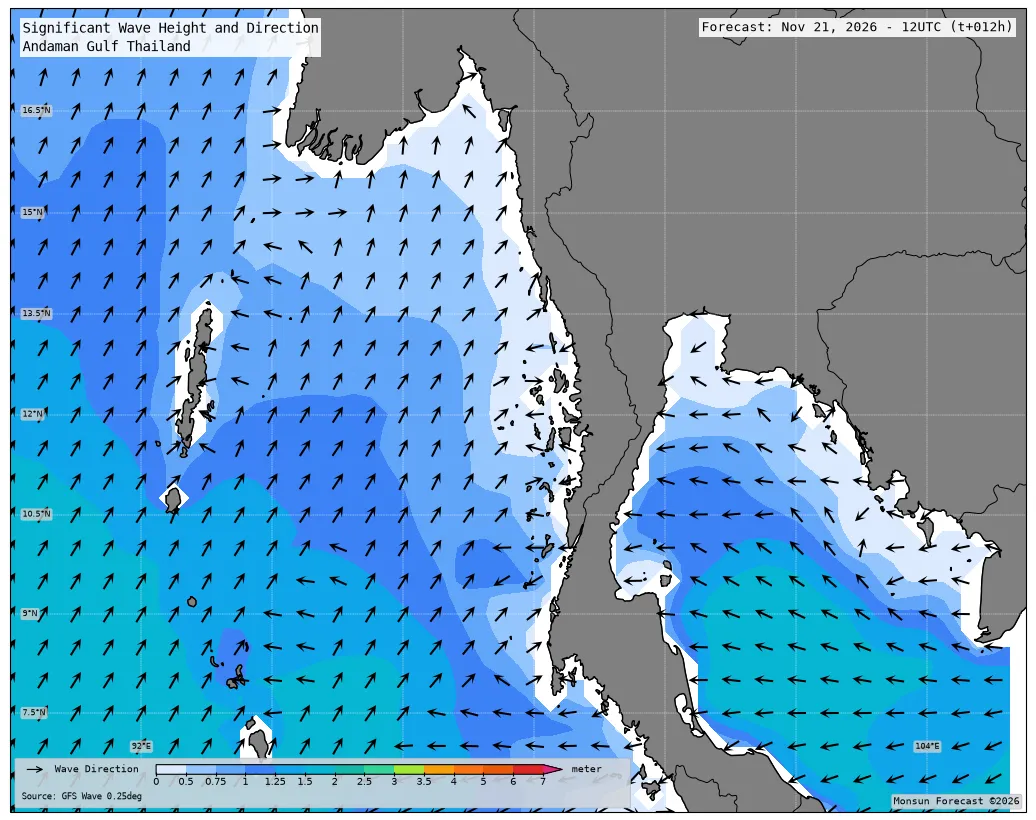 Significant Wave Height and Direction
Andaman Gulf Thailand
Forecast: Nov 21, 2026 - 12UTC (t+012h)
16.5°N
15°N
13.5°N
12°N
10.5°N
9°N
7.5°N
92°E
104°E
Wave Direction
0.5 0.75 1 1.25 1.5 2 2.5 3 3.5 4 5 6 7
meter
Source: GFS Wave 0.25deg
Monsun Forecast ©2026